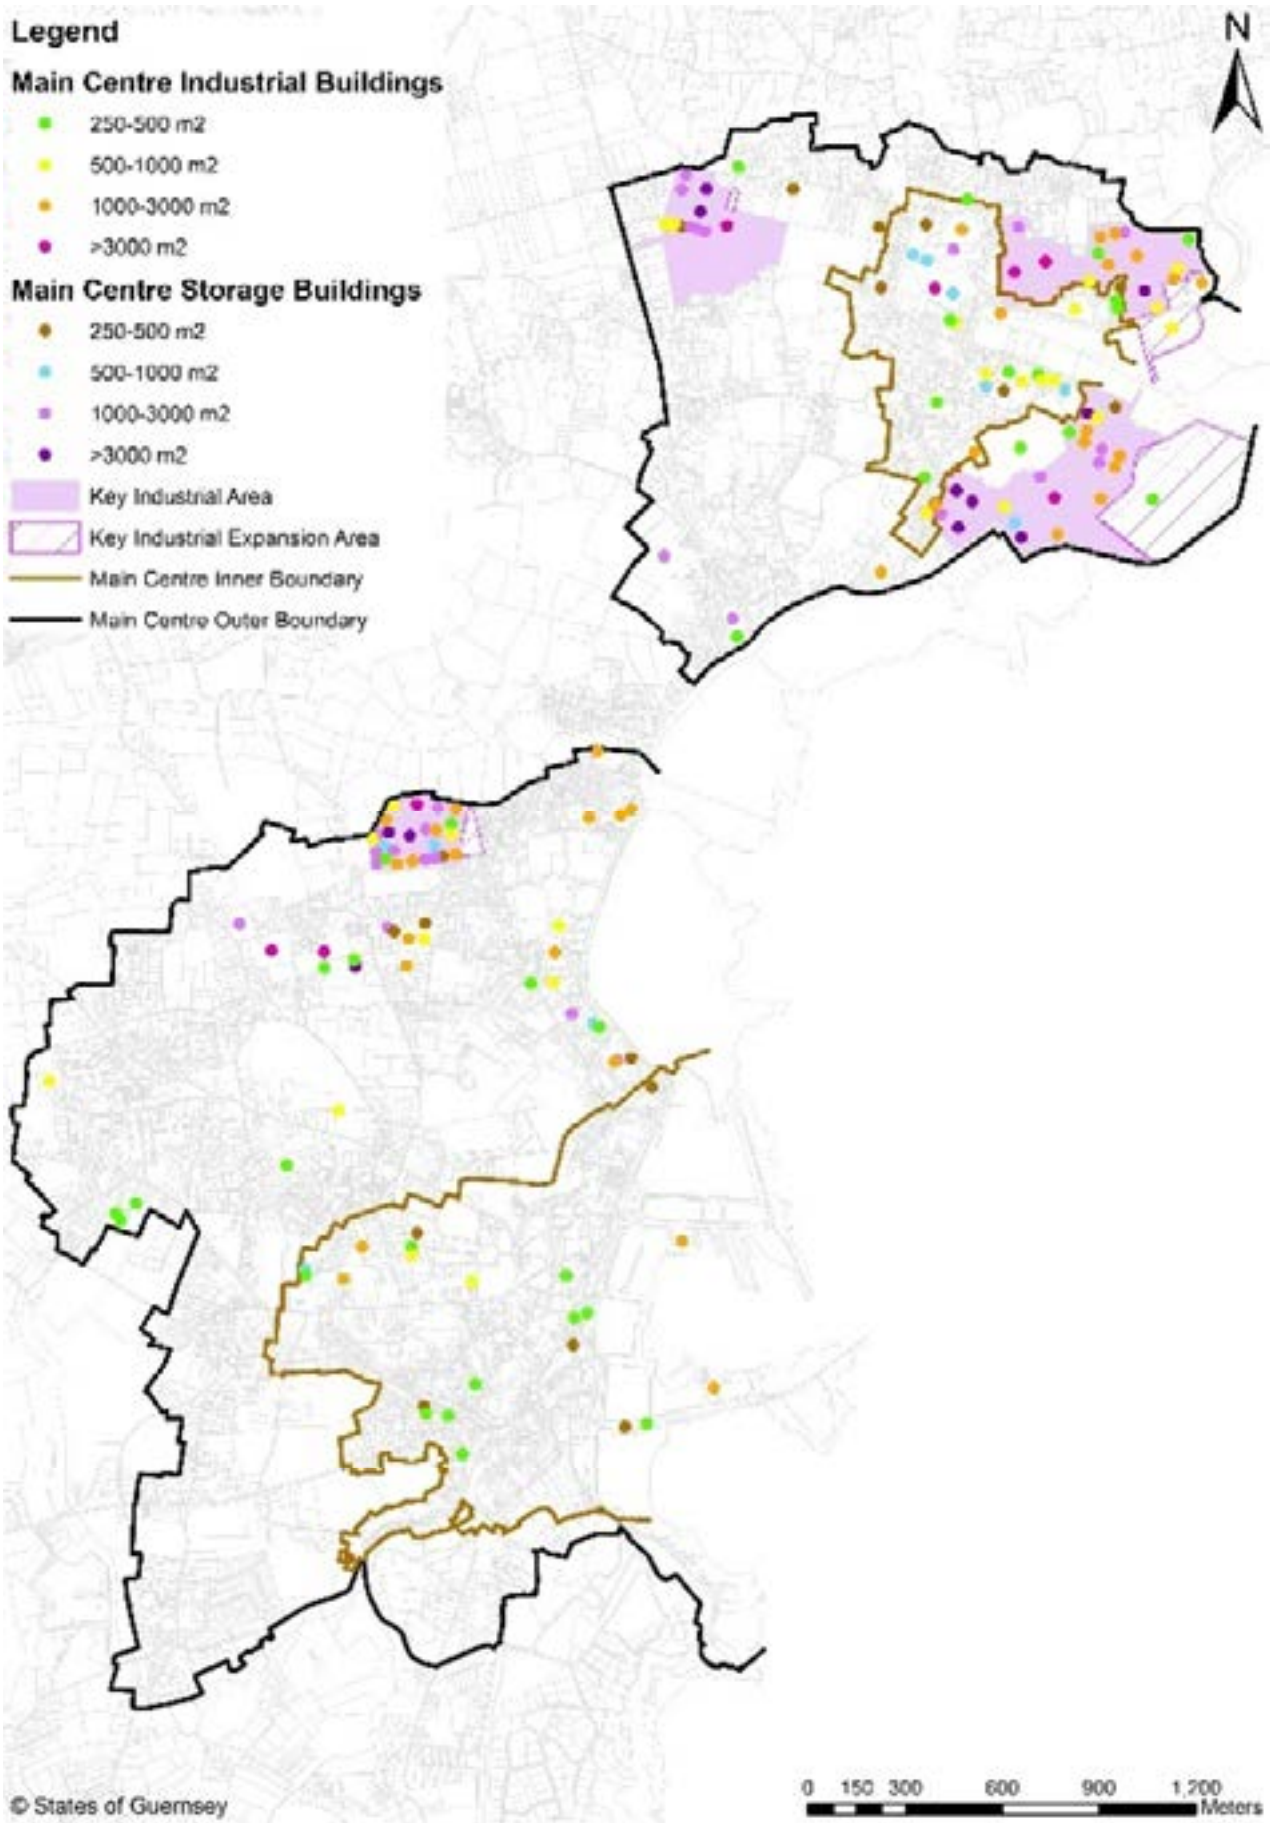 Legend
N
Main Centre Industrial Buildings
250-500 m2
500-1000 m2
1000-3000 m2
>3000 m2
Main Centre Storage Buildings
250-500 m2
500-1000 m2
1000-3000 m2
>3000 m2
Key Industrial Area
Key Industrial Expansion Area
Main Centre Inner Boundary
Main Centre Outer Boundary
0 150 300 600 900 1,200
Meters
© States of Guernsey